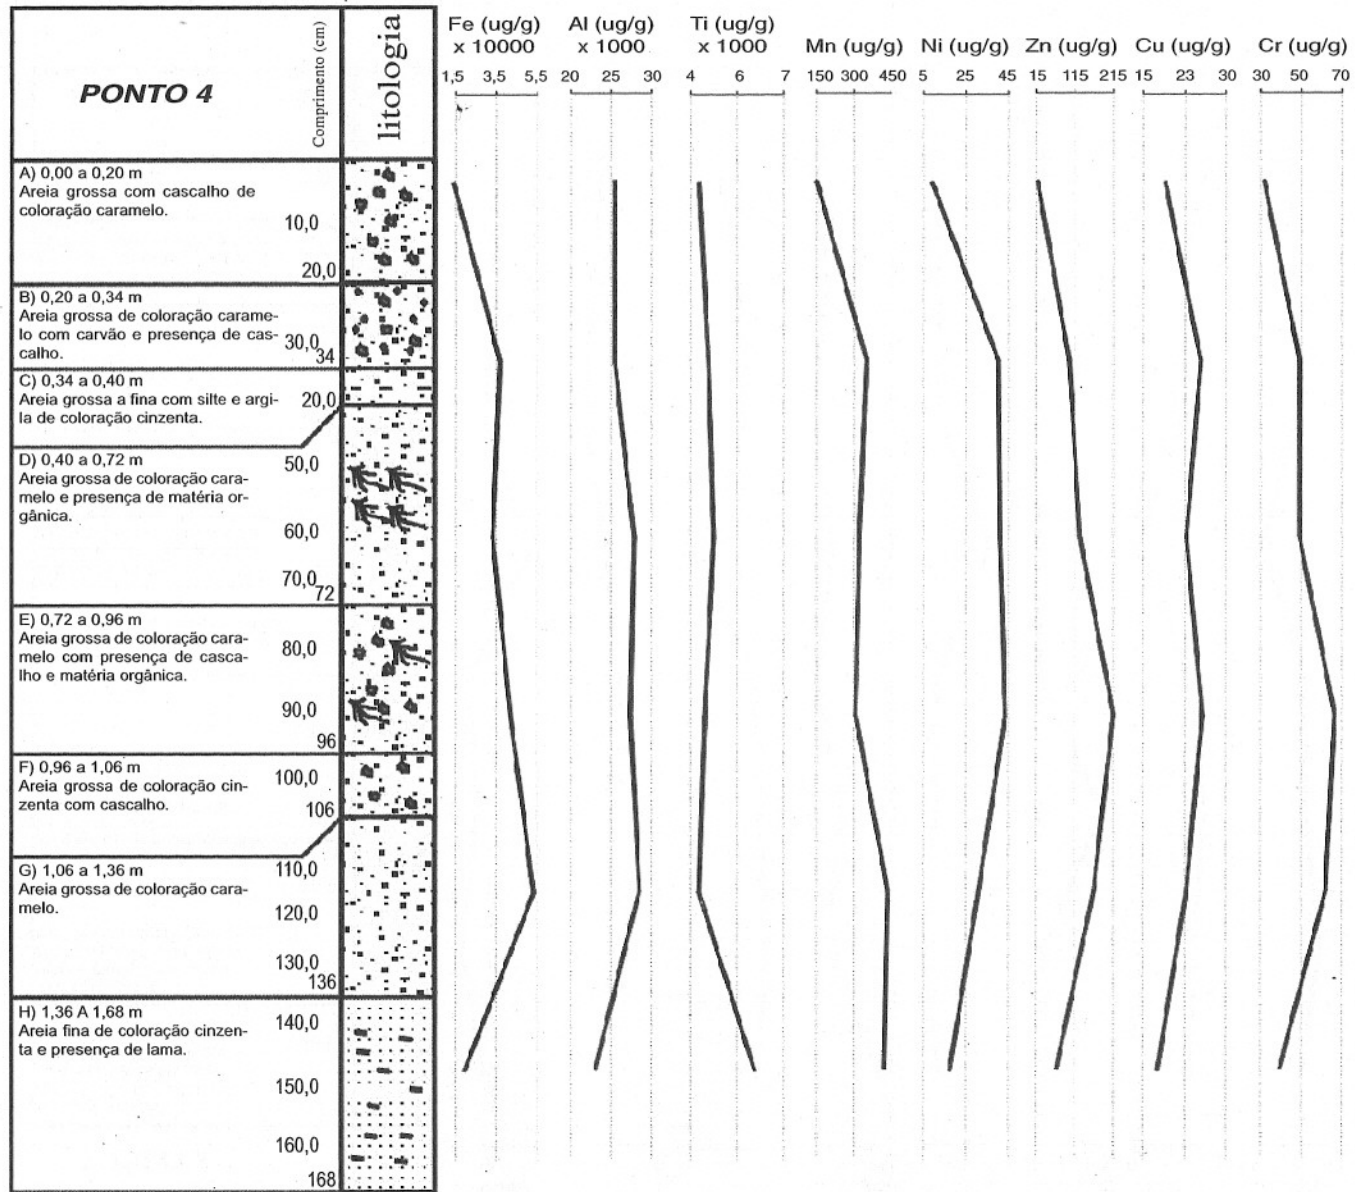 PONTO 4
Comprimento (cm)
litologia
Fe (ug/g)
x 10000
1,5 3,5 5,5
Al (ug/g)
x 1000
20 25 30
Ti (ug/g)
x 1000
4 6 7
Mn (ug/g)
150 300 450
Ni (ug/g)
5 25 45
Zn (ug/g)
15 115 215
Cu (ug/g)
15 23 30
Cr (ug/g)
30 50 70
A) 0,00 a 0,20 m
Areia grossa com cascalho de
coloração caramelo.
10,0
20,0
B) 0,20 a 0,34 m
Areia grossa de coloração carame-
lo com carvão e presença de cas-
calho.
30,0
34
C) 0,34 a 0,40 m
Areia grossa a fina com silte e argi-
la de coloração cinzenta.
20,0
D) 0,40 a 0,72 m
Areia grossa de coloração cara-
melo e presença de matéria or-
gânica.
50,0
60,0
70,0
72
E) 0,72 a 0,96 m
Areia grossa de coloração cara-
melo com presença de casca-
lho e matéria orgânica.
80,0
90,0
96
F) 0,96 a 1,06 m
Areia grossa de coloração cin-
zenta com cascalho.
100,0
106
G) 1,06 a 1,36 m
Areia grossa de coloração cara-
melo.
110,0
120,0
130,0
136
H) 1,36 A 1,68 m
Areia fina de coloração cinzen-
ta e presença de lama.
140,0
150,0
160,0
168